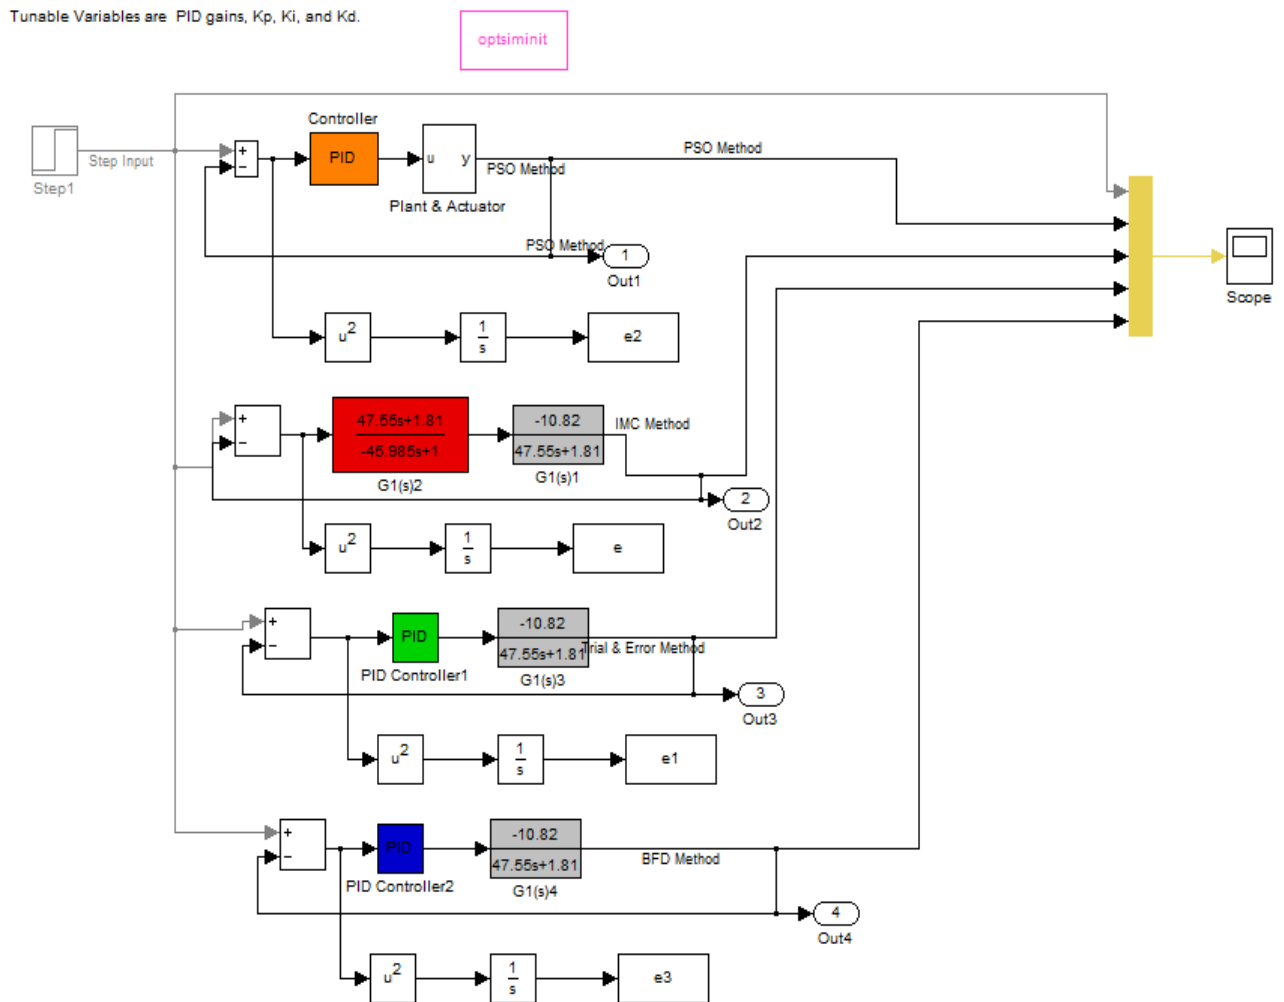 Tunable Variables are PID gains, Kp, Ki, and Kd.
optsiminit
Step Input
Step1
Controller
+
−
PID
u y
Plant & Actuator
PSO Method
PSO Method
PSO Method
1
Out1
Scope
u2
1
s
e2
+
−
47.55s+1.81
-45.985s+1
G1(s)2
-10.82
47.55s+1.81
G1(s)1
IMC Method
2
Out2
u2
1
s
e
+
−
PID
PID Controller1
-10.82
47.55s+1.81
G1(s)3
Trial & Error Method
3
Out3
u2
1
s
e1
+
−
PID
PID Controller2
-10.82
47.55s+1.81
G1(s)4
BFD Method
4
Out4
u2
1
s
e3